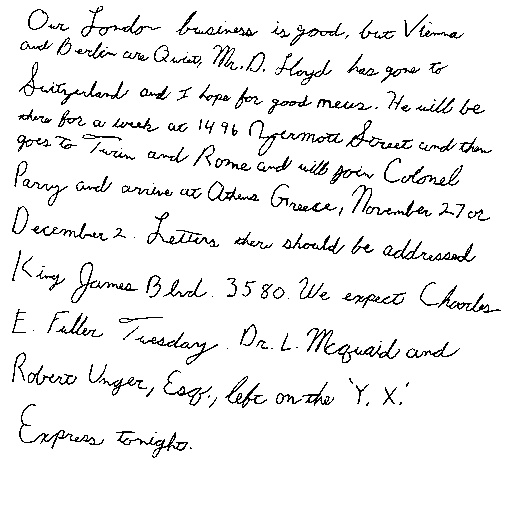 Our London business is good, but Vienna
and Berlin are Quiet, Mr. D. Lloyd has gone to
Switzerland and I hope for good news. He will be
there for a week at 1496 Zermott Street and then
goes to Turin and Rome and will join Colonel
Parry and arrive at Athens Greece, November 27 or
December 2. Letters there should be addressed
King James Blvd. 3580. We expect Charles
E. Fuller Tuesday. Dr. L. Mcquaid and
Robert Unger, Esq., left on the 'Y. X.'
Express tonight.